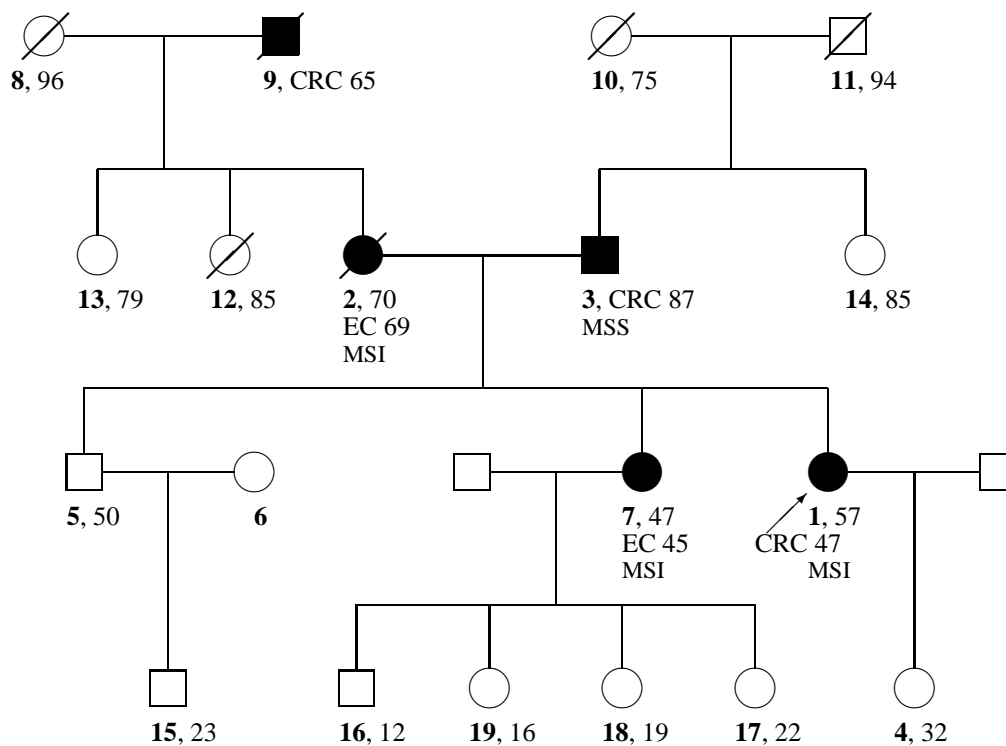 8, 96
9, CRC 65
10, 75
11, 94
13, 79
12, 85
2, 70
EC 69
MSI
3, CRC 87
MSS
14, 85
5, 50
6
7, 47
EC 45
MSI
1, 57
CRC 47
MSI
15, 23
16, 12
19, 16
18, 19
17, 22
4, 32